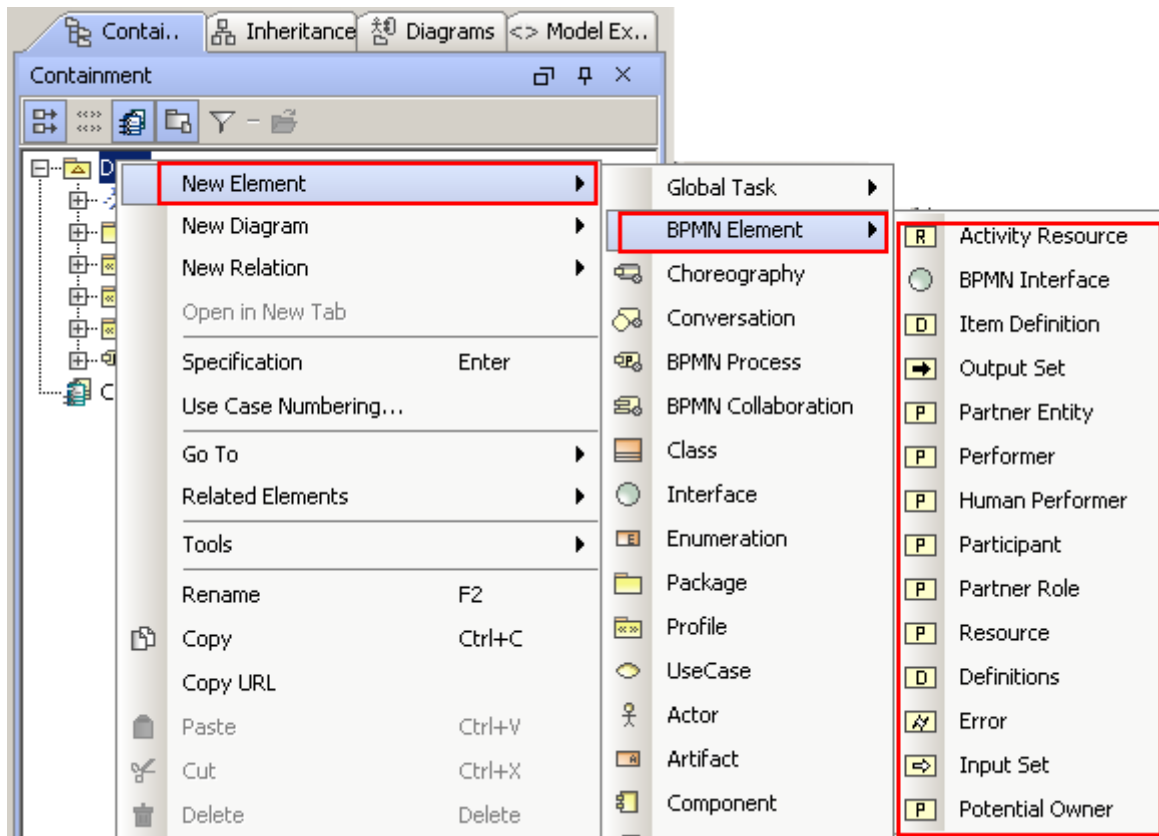 Contai..
Inheritance
Diagrams
<> Model Ex..
Containment
D
C
New Element
New Diagram
New Relation
Open in New Tab
Specification Enter
Use Case Numbering...
Go To
Related Elements
Tools
Rename F2
Copy Ctrl+C
Copy URL
Paste Ctrl+V
Cut Ctrl+X
Delete Delete
Global Task
BPMN Element
Choreography
Conversation
BPMN Process
BPMN Collaboration
Class
Interface
E Enumeration
Package
Profile
UseCase
Actor
A Artifact
Component
R Activity Resource
BPMN Interface
D Item Definition
Output Set
P Partner Entity
P Performer
P Human Performer
P Participant
P Partner Role
P Resource
D Definitions
Error
Input Set
P Potential Owner